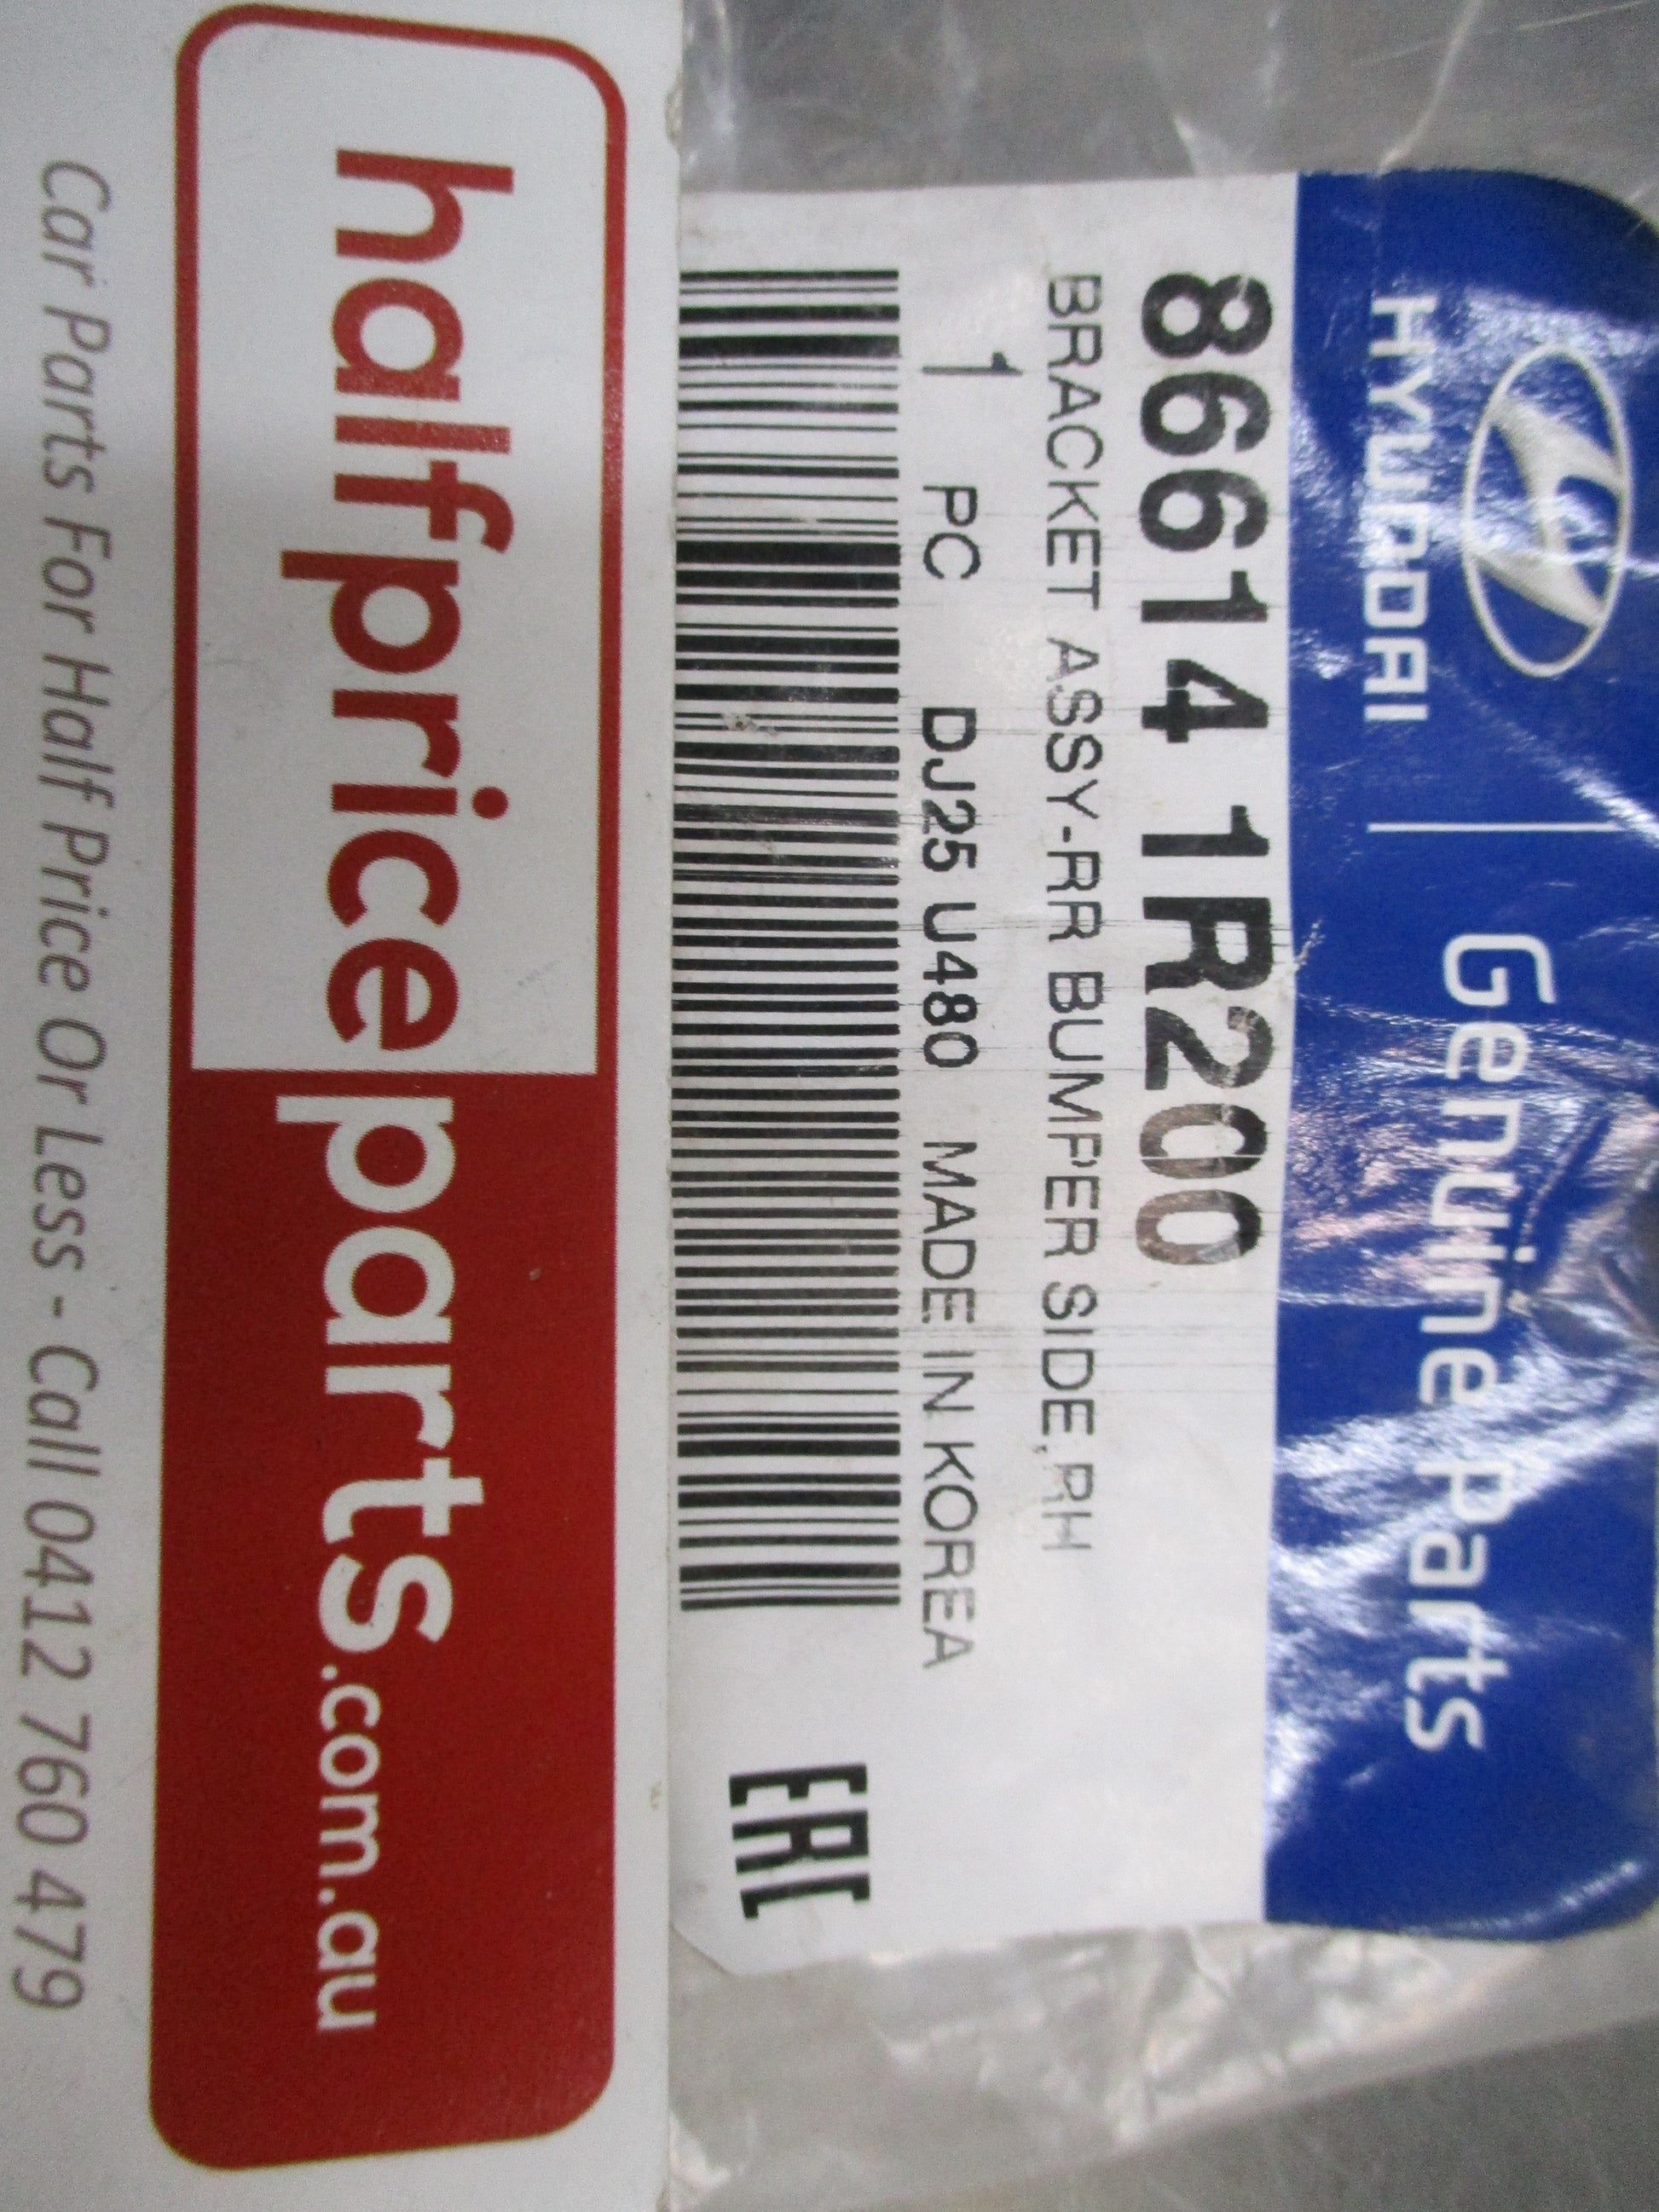 HYUNDAI | Genuine Parts
86614 1R200
BRACKET ASSY-RR BUMPER SIDE,RH
1 PC DJ25 U480 MADE IN KOREA
EAC
halfpriceparts.com.au
Car Parts For Half Price Or Less - Call 0412 760 479